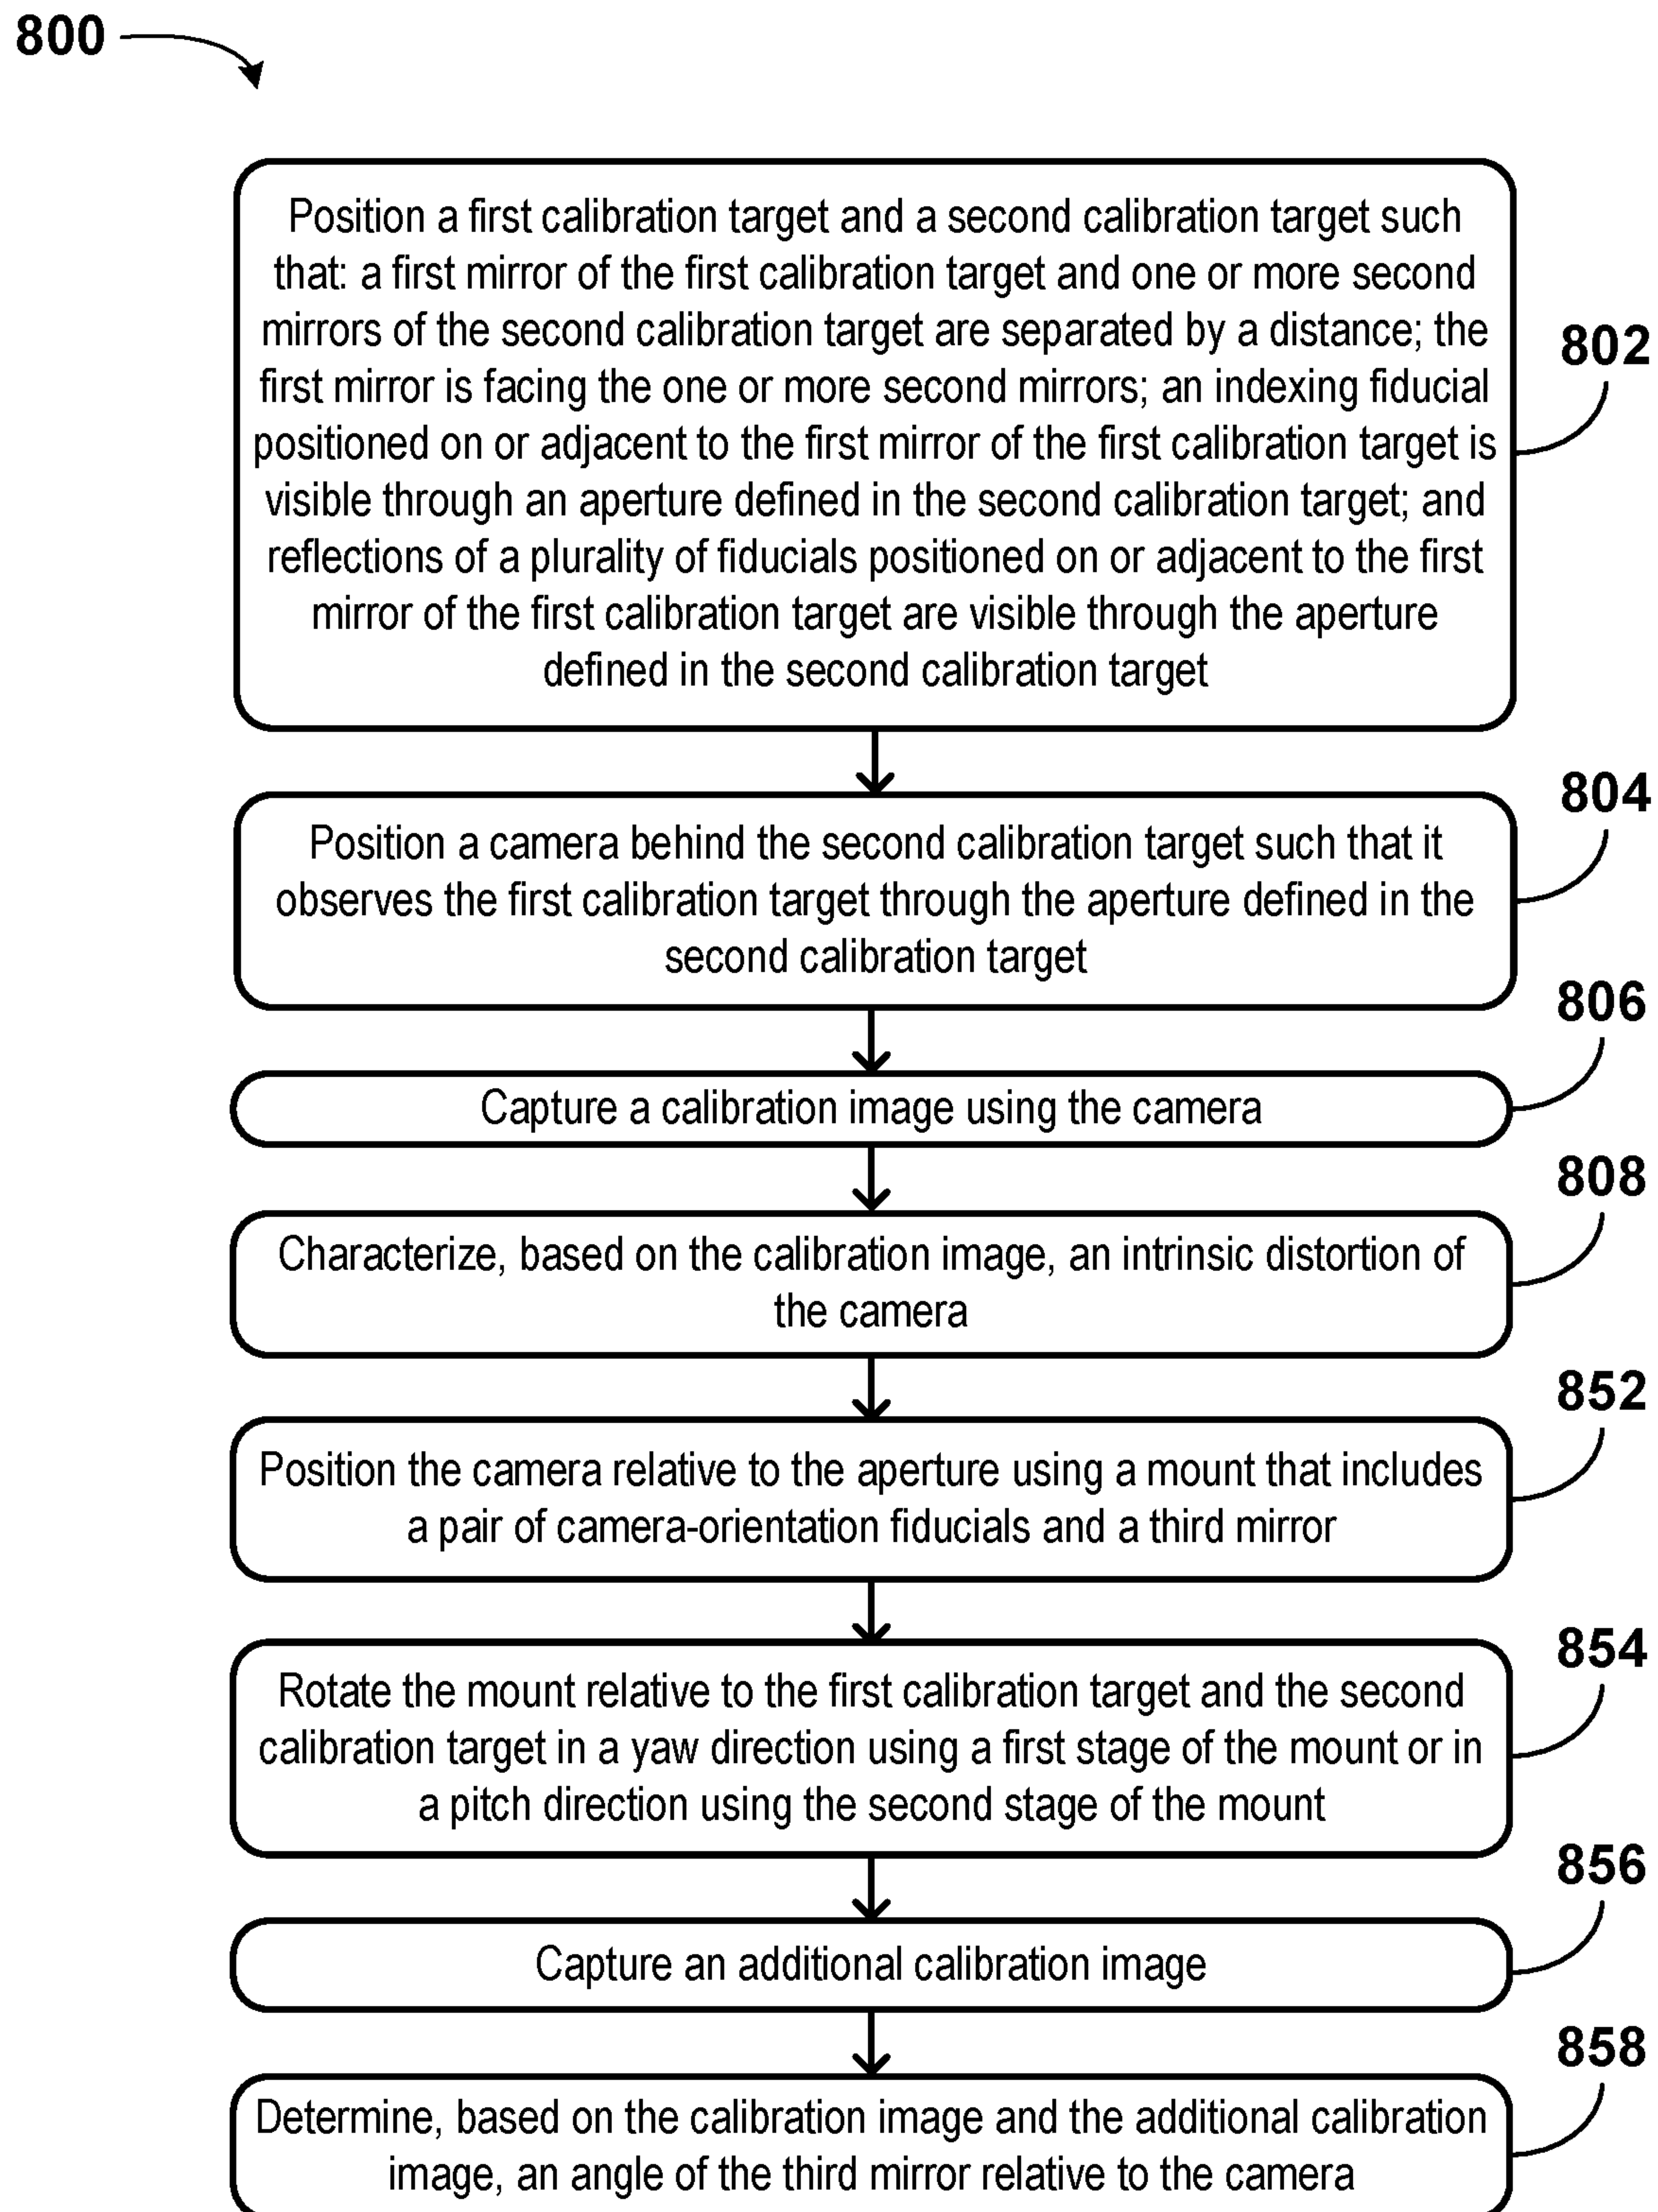 800
Position a first calibration target and a second calibration target such
that: a first mirror of the first calibration target and one or more second
mirrors of the second calibration target are separated by a distance; the
first mirror is facing the one or more second mirrors; an indexing fiducial
positioned on or adjacent to the first mirror of the first calibration target is
visible through an aperture defined in the second calibration target; and
reflections of a plurality of fiducials positioned on or adjacent to the first
mirror of the first calibration target are visible through the aperture
defined in the second calibration target
802
Position a camera behind the second calibration target such that it
observes the first calibration target through the aperture defined in the
second calibration target
804
Capture a calibration image using the camera
806
Characterize, based on the calibration image, an intrinsic distortion of
the camera
808
Position the camera relative to the aperture using a mount that includes
a pair of camera-orientation fiducials and a third mirror
852
Rotate the mount relative to the first calibration target and the second
calibration target in a yaw direction using a first stage of the mount or in
a pitch direction using the second stage of the mount
854
Capture an additional calibration image
856
Determine, based on the calibration image and the additional calibration
image, an angle of the third mirror relative to the camera
858